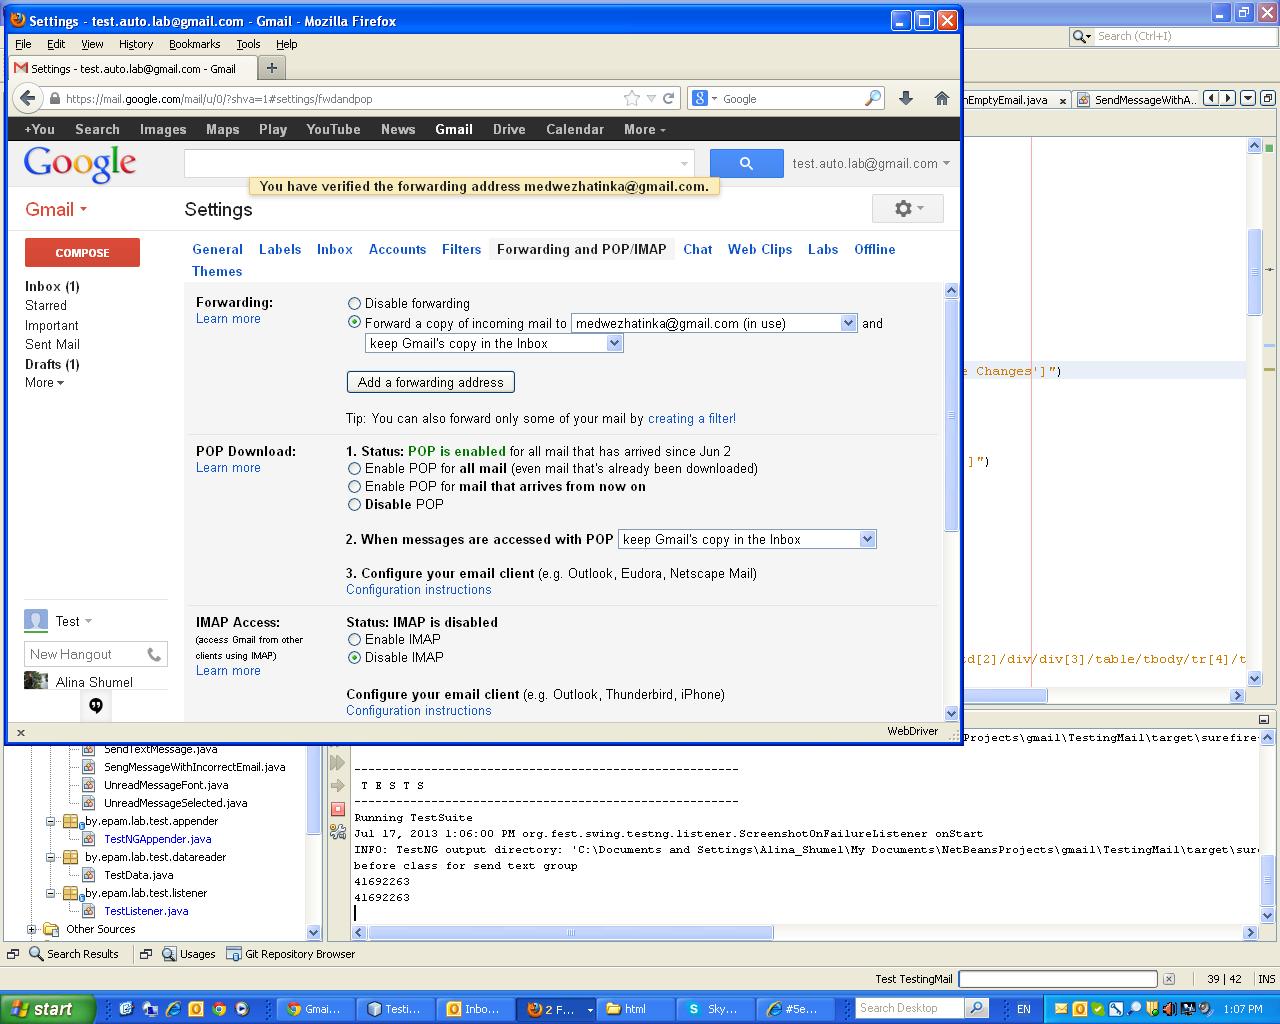 Settings - test.auto.lab@gmail.com - Gmail - Mozilla Firefox
File Edit View History Bookmarks Tools Help
Search (Ctrl+I)
Settings - test.auto.lab@gmail.com - Gmail
https://mail.google.com/mail/u/0/?shva=1#settings/fwdandpop
Google
nEmptyEmail.java
SendMessageWithA...
+You Search Images Maps Play YouTube News Gmail Drive Calendar More
Google
test.auto.lab@gmail.com
You have verified the forwarding address medwezhatinka@gmail.com.
Gmail
Settings
COMPOSE
General Labels Inbox Accounts Filters Forwarding and POP/IMAP Chat Web Clips Labs Offline
Themes
Inbox (1)
Starred
Important
Sent Mail
Drafts (1)
More
Forwarding:
Learn more
Disable forwarding
Forward a copy of incoming mail to medwezhatinka@gmail.com (in use) and
keep Gmail's copy in the Inbox
Add a forwarding address
Tip: You can also forward only some of your mail by creating a filter!
POP Download:
Learn more
1. Status: POP is enabled for all mail that has arrived since Jun 2
Enable POP for all mail (even mail that's already been downloaded)
Enable POP for mail that arrives from now on
Disable POP
2. When messages are accessed with POP keep Gmail's copy in the Inbox
3. Configure your email client (e.g. Outlook, Eudora, Netscape Mail)
Configuration instructions
IMAP Access:
(access Gmail from other
clients using IMAP)
Learn more
Status: IMAP is disabled
Enable IMAP
Disable IMAP
Configure your email client (e.g. Outlook, Thunderbird, iPhone)
Configuration instructions
Test
New Hangout
Alina Shumel
WebDriver
e Changes']")
]")
td[2]/div/div[3]/table/tbody/tr[4]/t
SendTextMessage.java
SengMessageWithIncorrectEmail.java
UnreadMessageFont.java
UnreadMessageSelected.java
by.epam.lab.test.appender
TestNGAppender.java
by.epam.lab.test.datareader
TestData.java
by.epam.lab.test.listener
TestListener.java
Other Sources
Projects\gmail\TestingMail\target\surefire-
-------------------------------------------------------
T E S T S
-------------------------------------------------------
Running TestSuite
Jul 17, 2013 1:06:00 PM org.fest.swing.testng.listener.ScreenshotOnFailureListener onStart
INFO: TestNG output directory: 'C:\Documents and Settings\Alina_Shumel\My Documents\NetBeansProjects\gmail\TestingMail\target\sure
before class for send text group
41692263
41692263
Search Results Usages Git Repository Browser
Test TestingMail
39 | 42 INS
start
Gmai...
Testi...
Inbo...
2 F...
html
Sky...
#5e...
Search Desktop
EN
1:07 PM